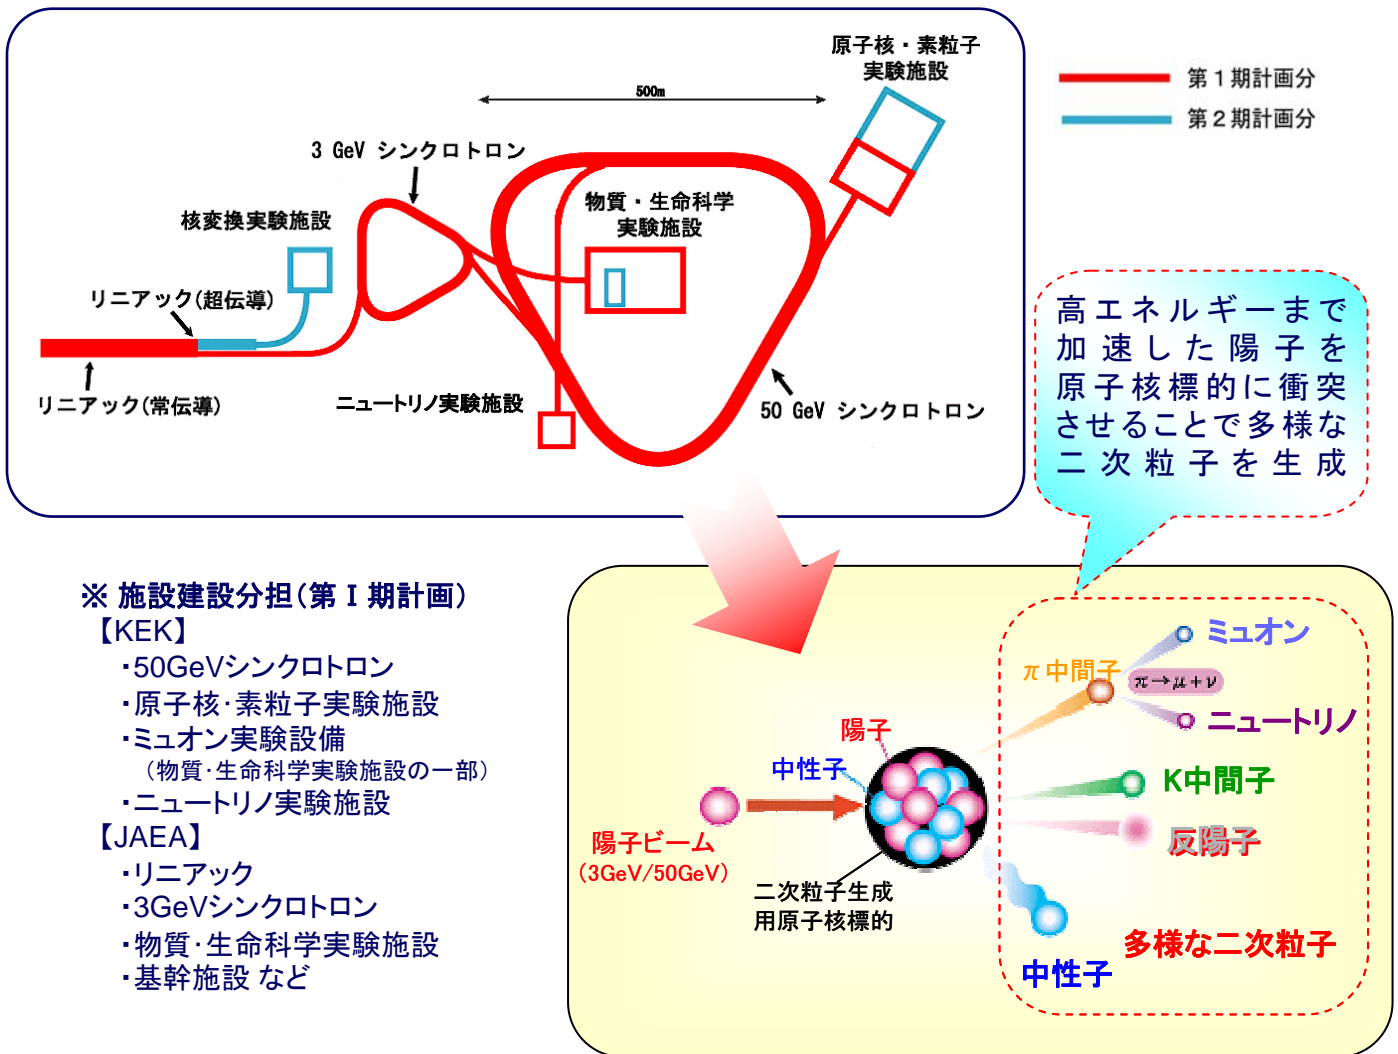 原子核・素粒子
実験施設
500m
第１期計画分
第２期計画分
3 GeV シンクロトロン
物質・生命科学
実験施設
核変換実験施設
リニアック(超伝導)
リニアック(常伝導)
ニュートリノ実験施設
50 GeV シンクロトロン
高エネルギーまで
加速した陽子を
原子核標的に衝突
させることで多様な
二次粒子を生成
※ 施設建設分担(第Ⅰ期計画)
【KEK】
・50GeVシンクロトロン
・原子核・素粒子実験施設
・ミュオン実験設備
(物質・生命科学実験施設の一部)
・ニュートリノ実験施設
【JAEA】
・リニアック
・3GeVシンクロトロン
・物質・生命科学実験施設
・基幹施設 など
ミュオン
π中間子
π→μ+ν
ニュートリノ
陽子
中性子
K中間子
反陽子
陽子ビーム
(3GeV/50GeV)
二次粒子生成
用原子核標的
多様な二次粒子
中性子